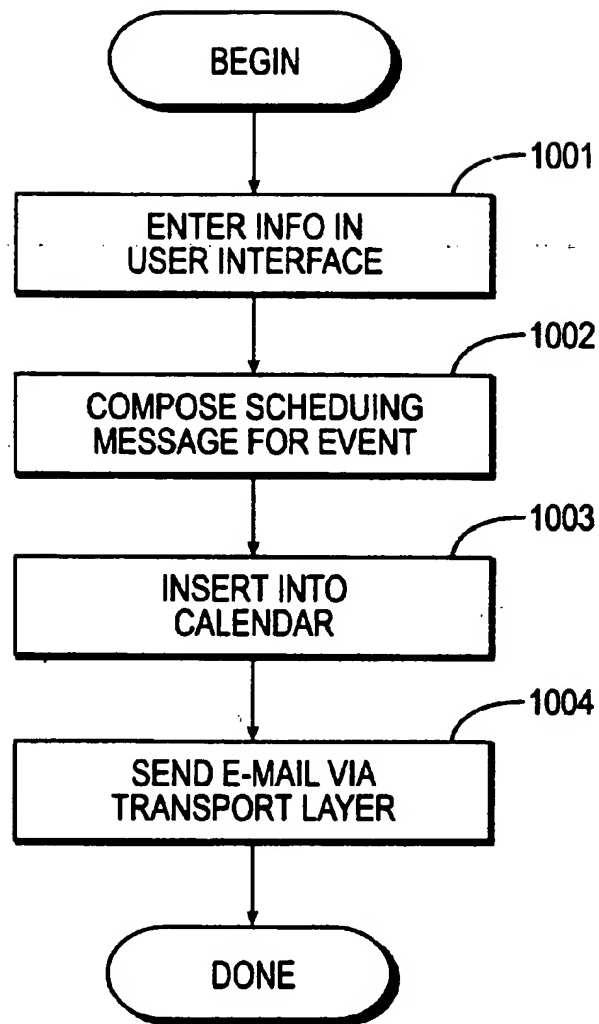 BEGIN
1001
ENTER INFO IN
USER INTERFACE
1002
COMPOSE SCHEDUING
MESSAGE FOR EVENT
1003
INSERT INTO
CALENDAR
1004
SEND E-MAIL VIA
TRANSPORT LAYER
DONE